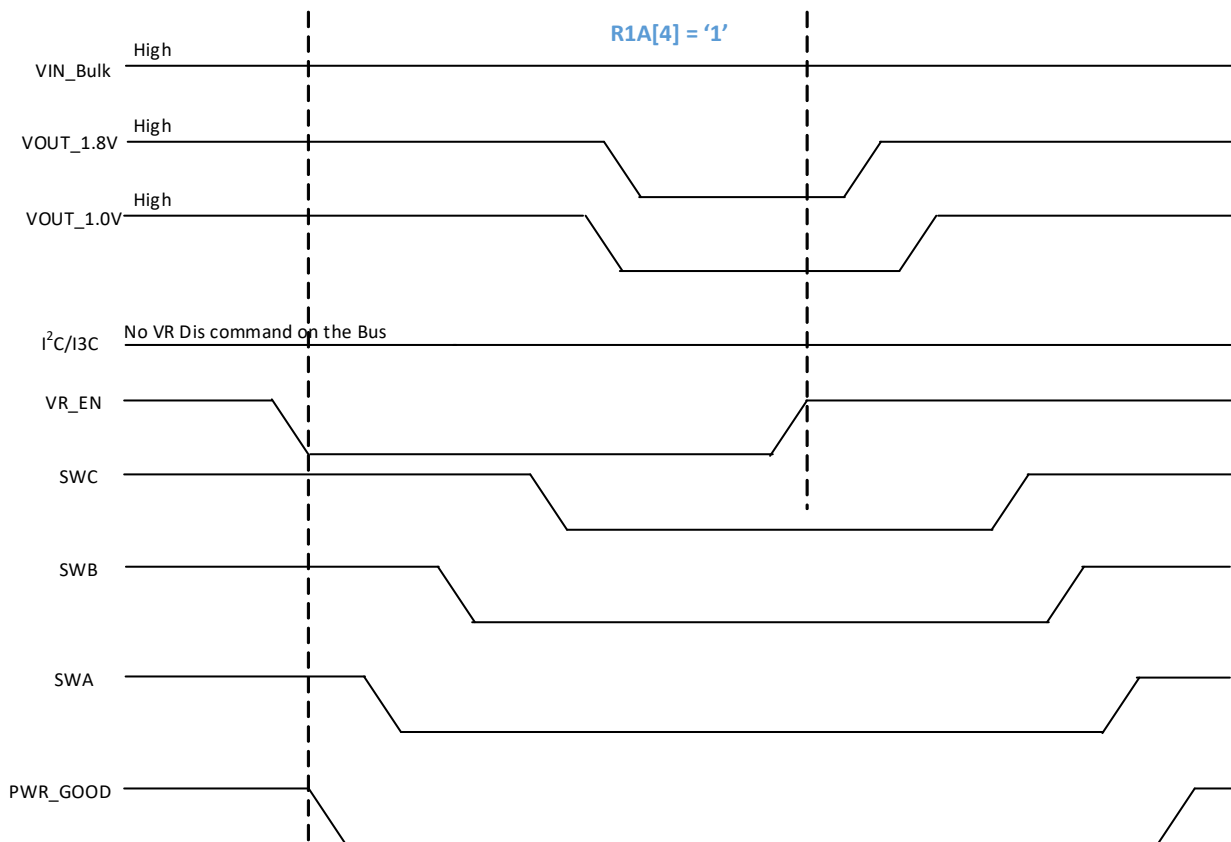 R1A[4] = ‘1’
High
VIN_Bulk
High
VOUT_1.8V
High
VOUT_1.0V
No VR Dis command on the Bus
I²C/I3C
VR_EN
SWC
SWB
SWA
PWR_GOOD